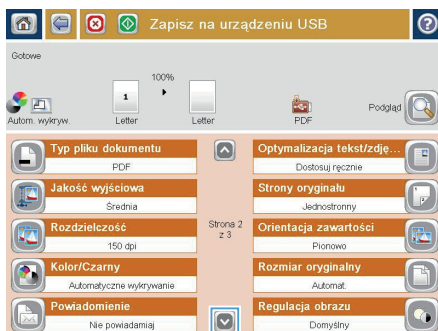 Zapisz na urządzeniu USB
Gotowe
100%
1
Autom. wykryw.
Letter
Letter
PDF
Podgląd
Typ pliku dokumentu
PDF
Optymalizacja tekst/zdję...
Dostosuj ręcznie
Jakość wyjściowa
Średnia
Strony oryginału
Jednostronny
Rozdzielczość
150 dpi
Strona 2
z 3
Orientacja zawartości
Pionowo
Kolor/Czarny
Automatyczne wykrywanie
Rozmiar oryginalny
Automat.
Powiadomienie
Nie powiadamiaj
Regulacja obrazu
Domyślny